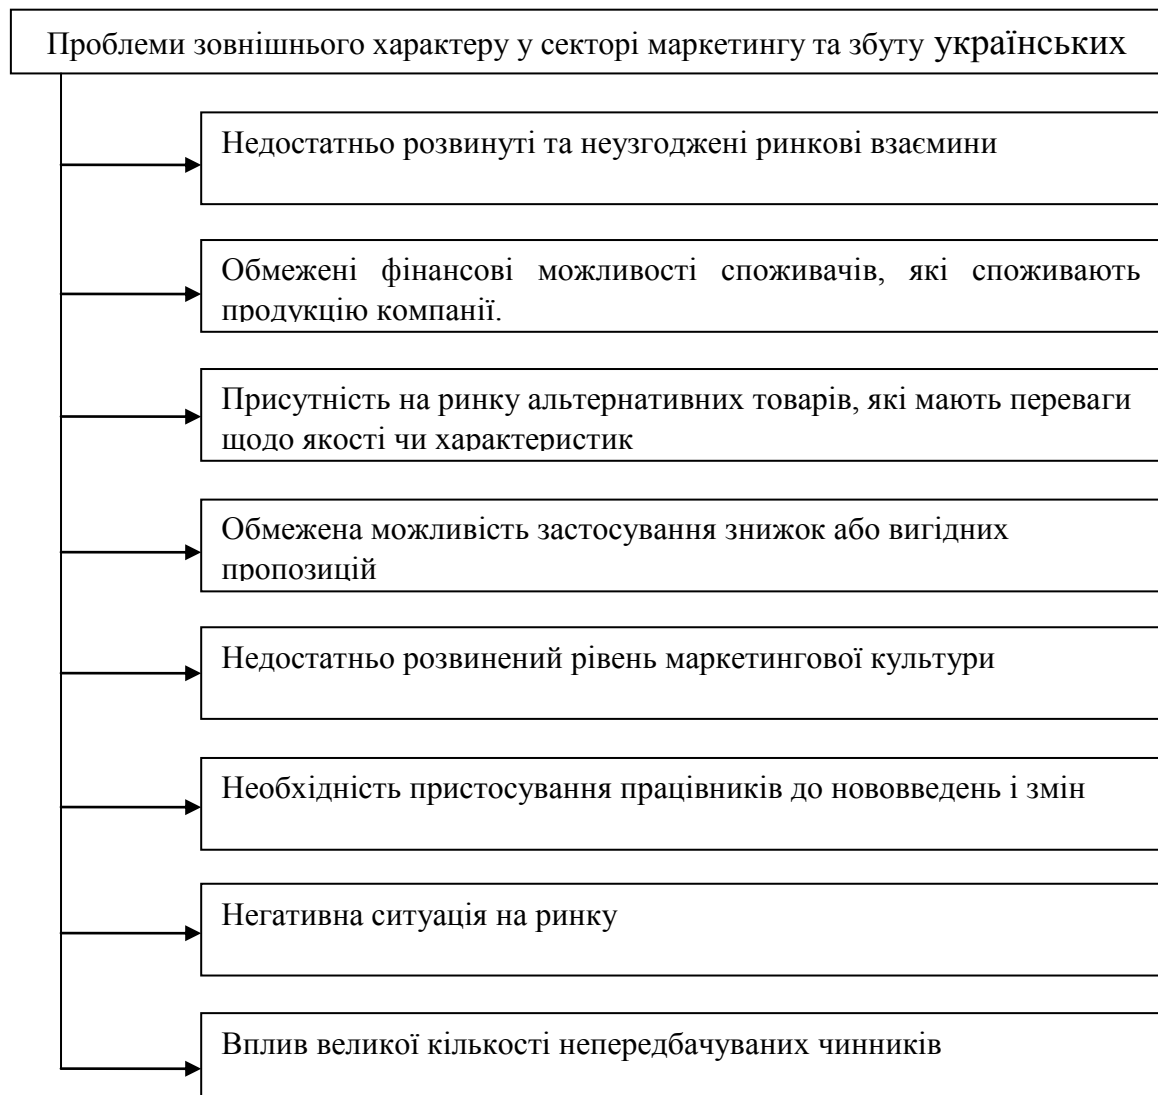 Проблеми зовнішнього характеру у секторі маркетингу та збуту українських
Недостатньо розвинуті та неузгоджені ринкові взаємини
Обмежені фінансові можливості споживачів, які споживають
продукцію компанії.
Присутність на ринку альтернативних товарів, які мають переваги
щодо якості чи характеристик
Обмежена можливість застосування знижок або вигідних
пропозицій
Недостатньо розвинений рівень маркетингової культури
Необхідність пристосування працівників до нововведень і змін
Негативна ситуація на ринку
Вплив великої кількості непередбачуваних чинників